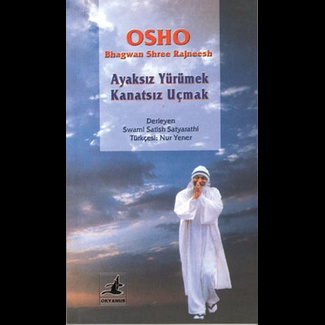 OSHO
Bhagwan Shree Rajneesh
Ayaksız Yürümek
Kanatsız Uçmak
Derleyen
Swami Satish Satyarathi
Türkçesi: Nur Yener
OKYANUS